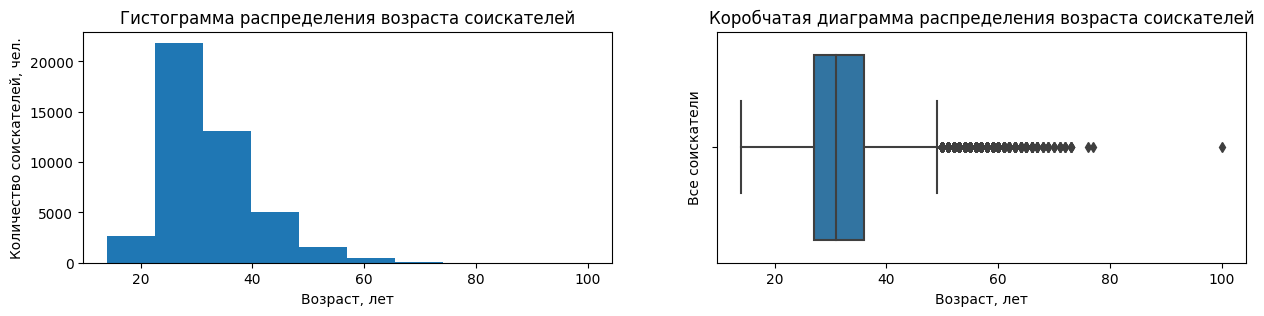 Гистограмма распределения возраста соискателей
Количество соискателей, чел.
20000
15000
10000
5000
0
20 40 60 80 100
Возраст, лет
Коробчатая диаграмма распределения возраста соискателей
Все соискатели
20 40 60 80 100
Возраст, лет